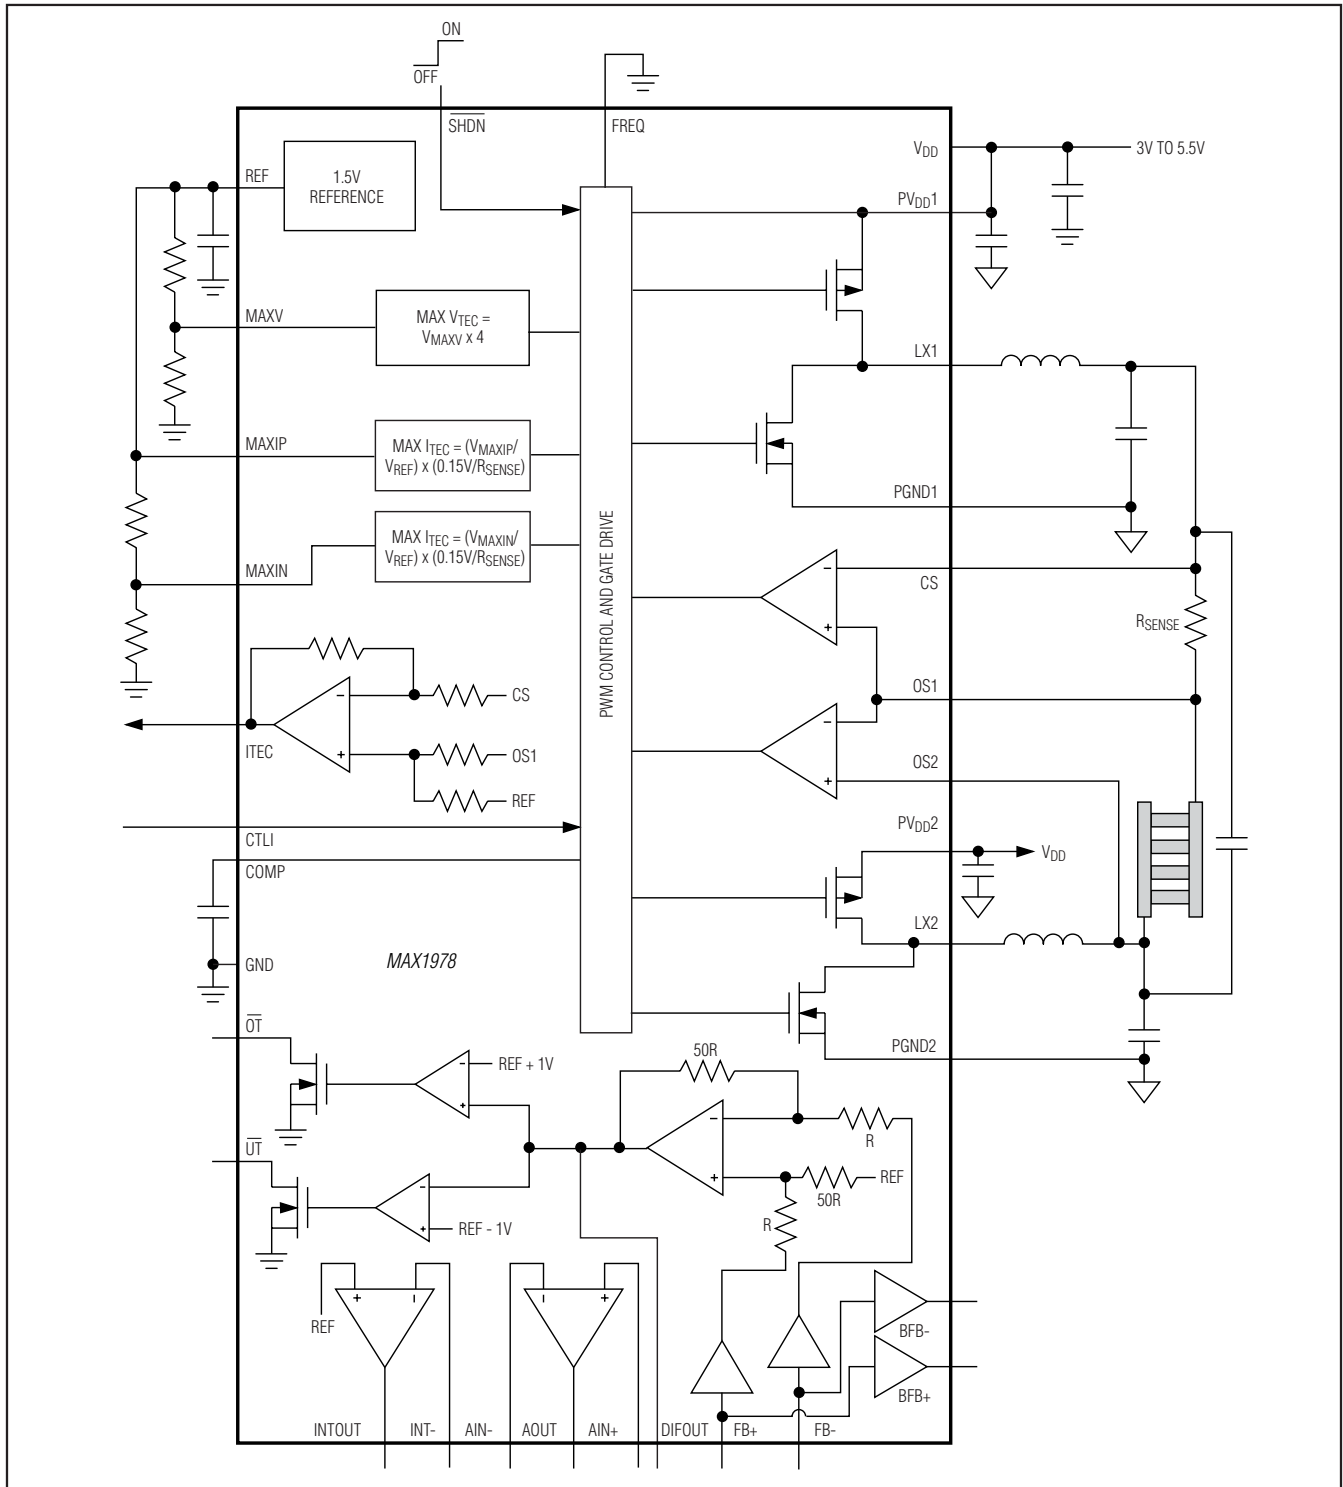 ON
OFF
SHDN
FREQ
VDD
3V TO 5.5V
REF
1.5V
REFERENCE
PVDD1
MAXV
MAX VTEC =
VMAXV x 4
LX1
MAXIP
MAX ITEC = (VMAXIP/
VREF) x (0.15V/RSENSE)
PGND1
MAX ITEC = (VMAXIN/
VREF) x (0.15V/RSENSE)
MAXIN
PWM CONTROL AND GATE DRIVE
-
+
CS
RSENSE
-
CS
+
OS1
REF
ITEC
OS1
-
+
OS2
CTLI
PVDD2
VDD
COMP
LX2
GND
MAX1978
OT
REF + 1V
-
+
50R
PGND2
-
R
UT
+
REF
50R
-
+
REF - 1V
R
+
-
REF
-
+
BFB-
BFB+
INTOUT
INT-
AIN-
AOUT
AIN+
DIFOUT
FB+
FB-